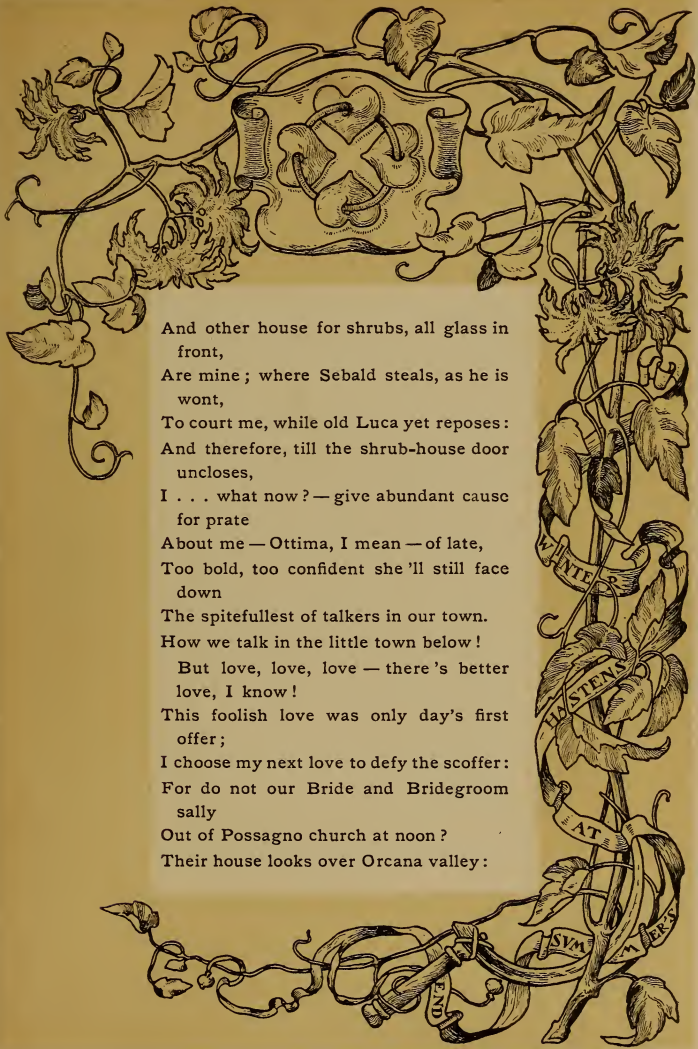 And other house for shrubs, all glass in
front,
Are mine ; where Sebald steals, as he is
wont,
To court me, while old Luca yet reposes :
And therefore, till the shrub-house door
uncloses,
I . . . what now ? — give abundant cause
for prate
About me — Ottima, I mean — of late,
Too bold, too confident she 'll still face
down
The spitefullest of talkers in our town.
How we talk in the little town below !
But love, love, love — there 's better
love, I know !
This foolish love was only day's first
offer ;
I choose my next love to defy the scoffer :
For do not our Bride and Bridegroom
sally
Out of Possagno church at noon ?
Their house looks over Orcana valley :
WINTER
HASTENS
AT
SVMMER'S
END